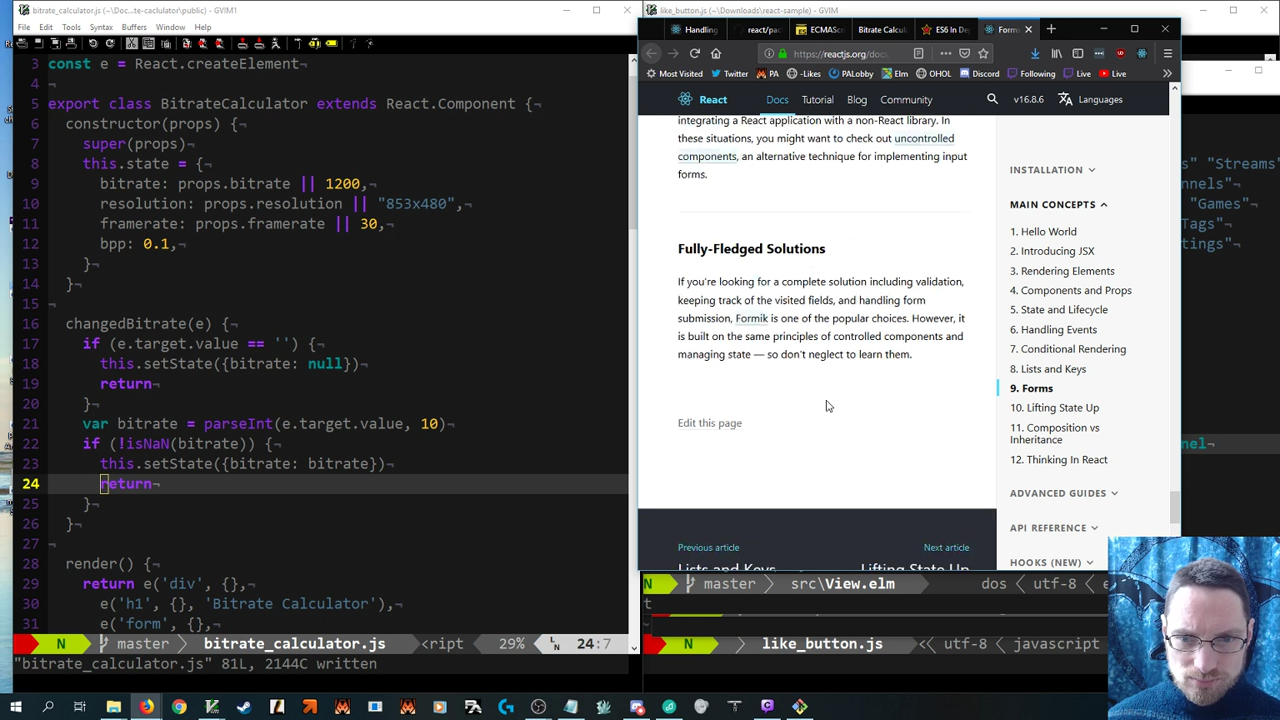 bitrate_calculator.js (~\Doc...te-caclulator\public) - GVIM1
File Edit Tools Syntax Buffers Window Help
3 const e = React.createElement¬
4 ¬
5 export class BitrateCalculator extends React.Component {¬
6 constructor(props) {¬
7 super(props)¬
8 this.state = {¬
9 bitrate: props.bitrate || 1200,¬
10 resolution: props.resolution || "853x480",¬
11 framerate: props.framerate || 30,¬
12 bpp: 0.1,¬
13 }¬
14 }¬
15 ¬
16 changedBitrate(e) {¬
17 if (e.target.value == '') {¬
18 this.setState({bitrate: null})¬
19 return¬
20 }¬
21 var bitrate = parseInt(e.target.value, 10)¬
22 if (!isNaN(bitrate)) {¬
23 this.setState({bitrate: bitrate})¬
24 return¬
25 }¬
26 }¬
27 ¬
28 render() {¬
29 return e('div', {},¬
30 e('h1', {}, 'Bitrate Calculator'),¬
31 e('form', {},¬
N master bitrate_calculator.js <ript 29% 24:7
"bitrate_calculator.js" 81L, 2144C written
like_button.js (~\Downloads\react-sample) - GVIM
Handling react/pac ECMASc Bitrate Calcul ES6 In De Forms
https://reactjs.org/docs
Most Visited Twitter PA -Likes PALobby Elm OHOL Discord Following Live Live
React Docs Tutorial Blog Community v16.8.6 Languages
integrating a React application with a non-React library. In
these situations, you might want to check out uncontrolled
components, an alternative technique for implementing input
forms.
Fully-Fledged Solutions
If you're looking for a complete solution including validation,
keeping track of the visited fields, and handling form
submission, Formik is one of the popular choices. However, it
is built on the same principles of controlled components and
managing state — so don't neglect to learn them.
Edit this page
Previous article
Lists and Keys
Next article
Lifting State Up
INSTALLATION
MAIN CONCEPTS
1. Hello World
2. Introducing JSX
3. Rendering Elements
4. Components and Props
5. State and Lifecycle
6. Handling Events
7. Conditional Rendering
8. Lists and Keys
9. Forms
10. Lifting State Up
11. Composition vs
Inheritance
12. Thinking In React
ADVANCED GUIDES
API REFERENCE
HOOKS (NEW)
s" "Streams
nnels"
"Games"
Tags"
tings"
nel¬
N master src\View.elm dos < utf-8 < e
t
N like_button.js << utf-8 < javascript